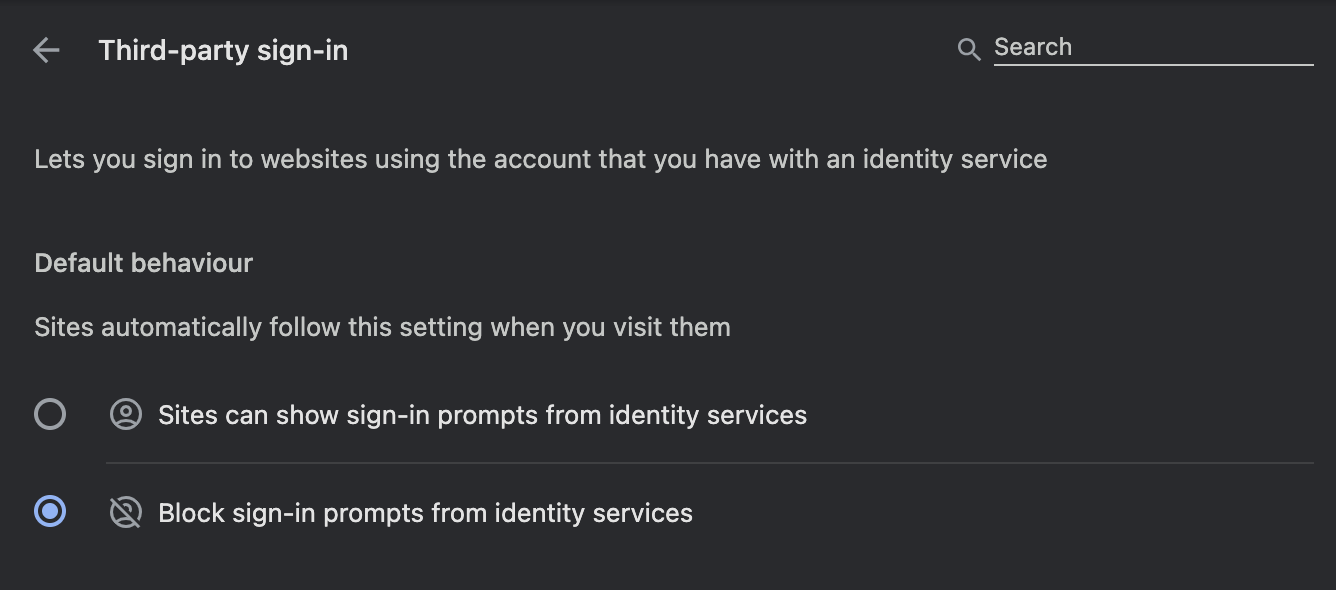 Third-party sign-in
Search
Lets you sign in to websites using the account that you have with an identity service
Default behaviour
Sites automatically follow this setting when you visit them
Sites can show sign-in prompts from identity services
Block sign-in prompts from identity services